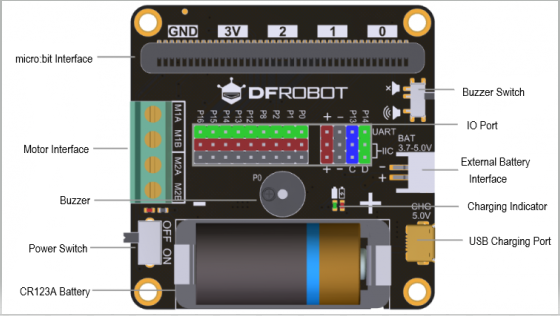 GND 3V 2 1 0
micro:bit Interface
DFROBOT
Buzzer Switch
IO Port
P16 P15 P14 P13 P12 P8 P2 P1 P0
+ - P13 P14
UART
IIC
BAT
3.7-5.0V
M1A
M1B
M2A
M2B
Motor Interface
+ - C D
External Battery
Interface
- +
P0
Buzzer
Charging Indicator
- +
CHG
5.0V
OFF ON
Power Switch
USB Charging Port
CR123A Battery